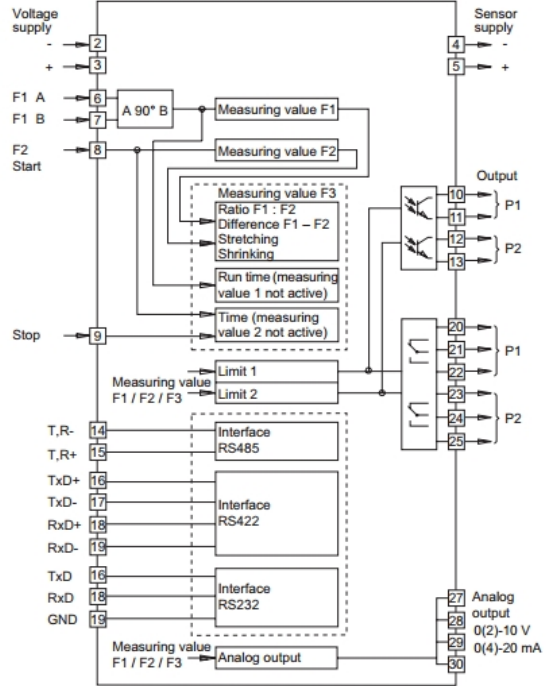 Voltage
supply
- 2
+ 3
Sensor
supply
4 -
5 +
F1 A 6
F1 B 7
A 90° B
Measuring value F1
F2 8
Start
Measuring value F2
Measuring value F3
Ratio F1 : F2
Difference F1 – F2
Stretching
Shrinking
Run time (measuring
value 1 not active)
Time (measuring
value 2 not active)
Stop 9
Output
10
11
P1
12
13
P2
20
21
22
P1
23
24
25
P2
Measuring value
F1 / F2 / F3
Limit 1
Limit 2
T,R- 14
T,R+ 15
Interface
RS485
TxD+ 16
TxD- 17
RxD+ 18
RxD- 19
Interface
RS422
TxD 16
RxD 18
GND 19
Interface
RS232
Measuring value
F1 / F2 / F3
Analog output
27
28
29
30
Analog
output
0(2)-10 V
0(4)-20 mA